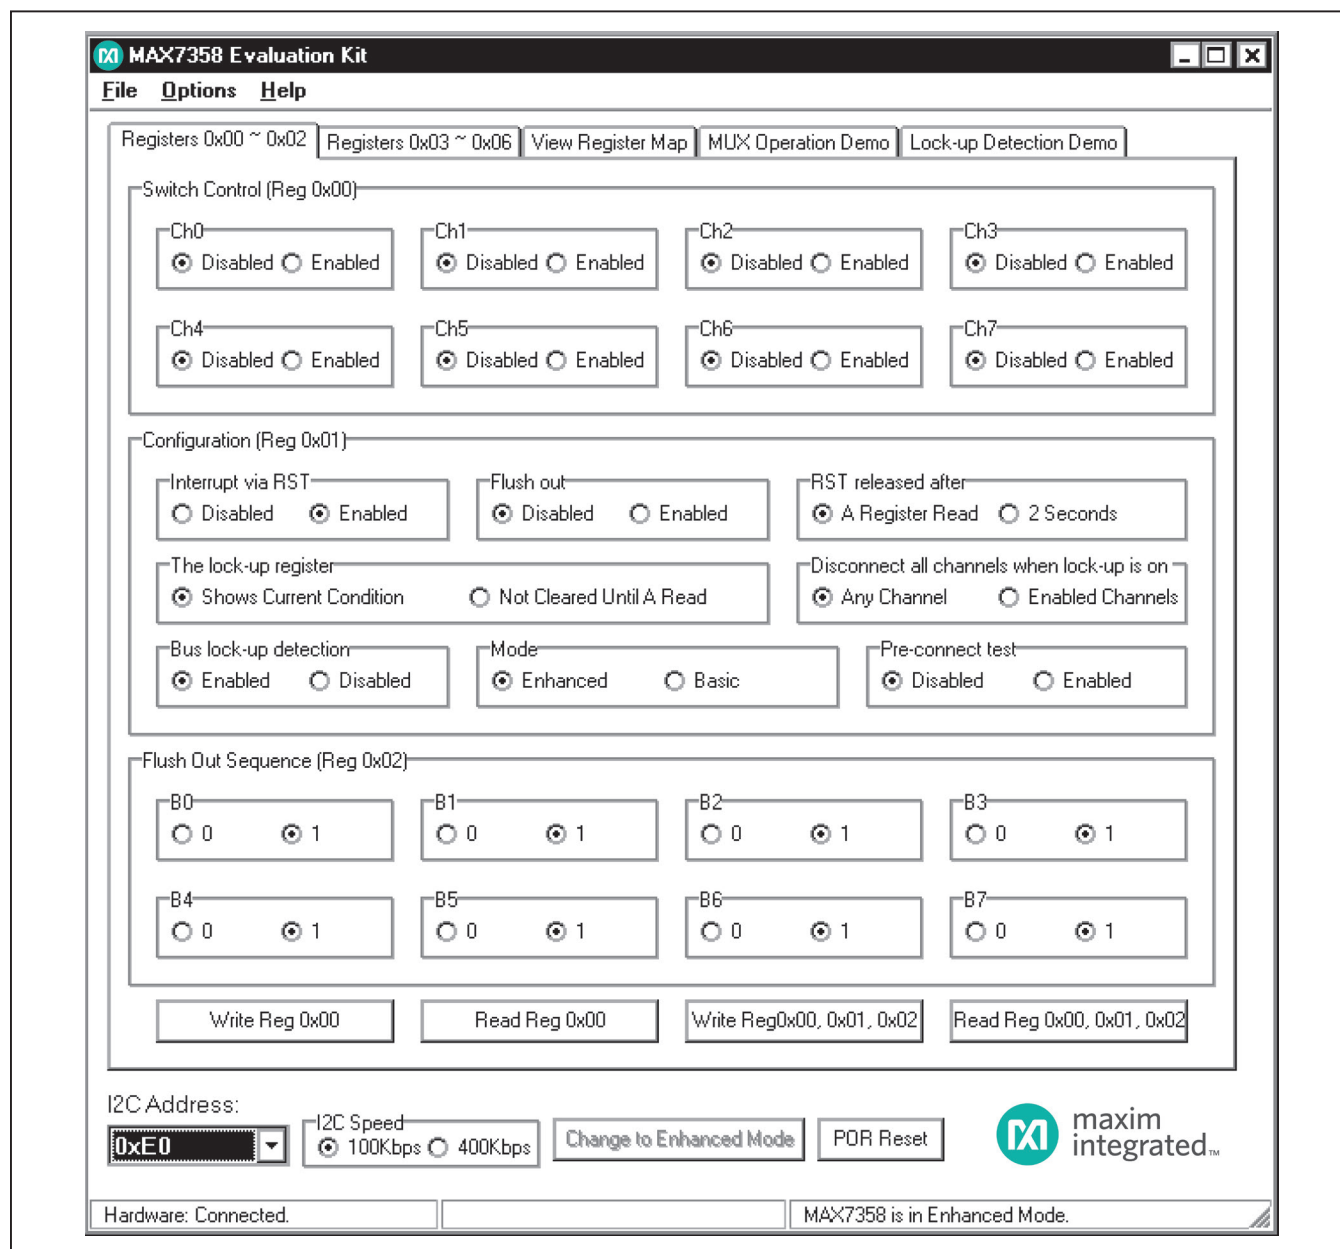 MAX7358 Evaluation Kit
File Options Help
Registers 0x00 ~ 0x02 Registers 0x03 ~ 0x06 View Register Map MUX Operation Demo Lock-up Detection Demo
Switch Control (Reg 0x00)
Ch0 Ch1 Ch2 Ch3
Disabled Enabled Disabled Enabled Disabled Enabled Disabled Enabled
Ch4 Ch5 Ch6 Ch7
Disabled Enabled Disabled Enabled Disabled Enabled Disabled Enabled
Configuration (Reg 0x01)
Interrupt via RST Flush out RST released after
Disabled Enabled Disabled Enabled A Register Read 2 Seconds
The lock-up register Disconnect all channels when lock-up is on
Shows Current Condition Not Cleared Until A Read Any Channel Enabled Channels
Bus lock-up detection Mode Pre-connect test
Enabled Disabled Enhanced Basic Disabled Enabled
Flush Out Sequence (Reg 0x02)
B0 B1 B2 B3
0 1 0 1 0 1 0 1
B4 B5 B6 B7
0 1 0 1 0 1 0 1
Write Reg 0x00 Read Reg 0x00 Write Reg0x00, 0x01, 0x02 Read Reg 0x00, 0x01, 0x02
I2C Address:
I2C Speed
0xE0 100Kbps 400Kbps Change to Enhanced Mode POR Reset
maxim
integrated™
Hardware: Connected. MAX7358 is in Enhanced Mode.